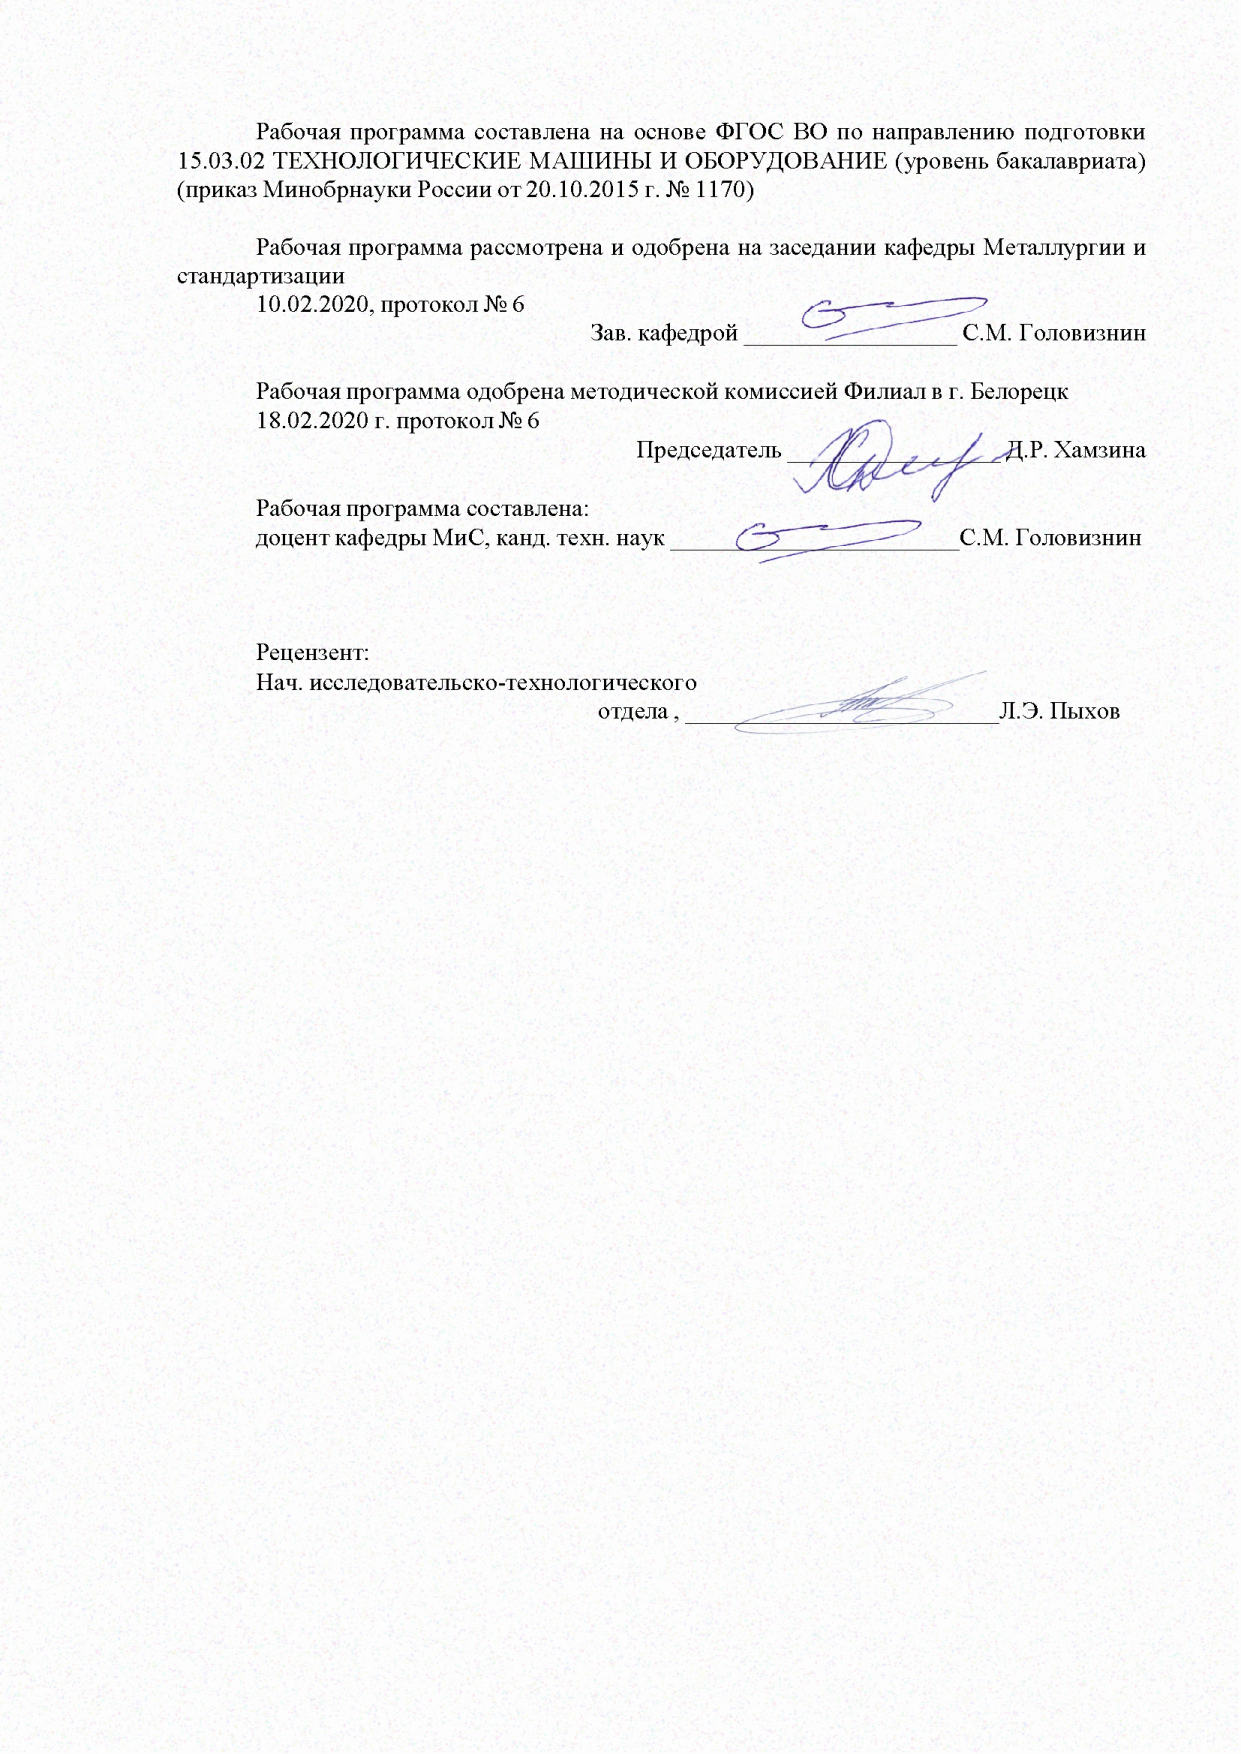 Рабочая программа составлена на основе ФГОС ВО по направлению подготовки
15.03.02 ТЕХНОЛОГИЧЕСКИЕ МАШИНЫ И ОБОРУДОВАНИЕ (уровень бакалавриата)
(приказ Минобрнауки России от 20.10.2015 г. № 1170)
Рабочая программа рассмотрена и одобрена на заседании кафедры Металлургии и
стандартизации
10.02.2020, протокол № 6
Зав. кафедрой _________________ С.М. Головизнин
Рабочая программа одобрена методической комиссией Филиал в г. Белорецк
18.02.2020 г. протокол № 6
Председатель _________________ Д.Р. Хамзина
Рабочая программа составлена:
доцент кафедры МиС, канд. техн. наук _______________________С.М. Головизнин
Рецензент:
Нач. исследовательско-технологического
отдела , _________________________Л.Э. Пыхов